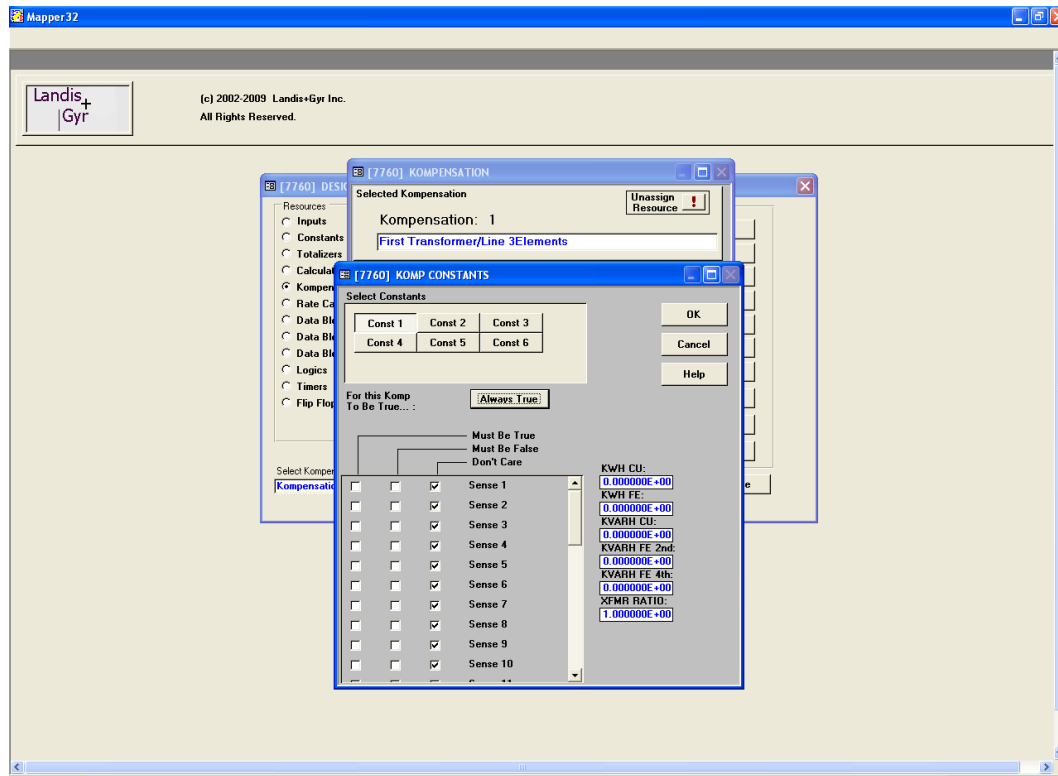 Mapper32
Landis+
Gyr
(c) 2002-2009 Landis+Gyr Inc.
All Rights Reserved.
[7760] DESI
Resources
Inputs
Constants
Totalizers
Calculat
Kompen
Rate Ca
Data Blo
Data Blo
Data Blo
Logics
Timers
Flip Flop
Select Kompen
Kompensatio
e
[7760] KOMPENSATION
Selected Kompensation
Unassign
Resource !
Kompensation: 1
First Transformer/Line 3Elements
[7760] KOMP CONSTANTS
Select Constants
Const 1 Const 2 Const 3
Const 4 Const 5 Const 6
OK
Cancel
Help
For this Komp
To Be True... :
Always True
Must Be True
Must Be False
Don't Care
Sense 1
Sense 2
Sense 3
Sense 4
Sense 5
Sense 6
Sense 7
Sense 8
Sense 9
Sense 10
KWH CU:
0.000000E+00
KWH FE:
0.000000E+00
KVARH CU:
0.000000E+00
KVARH FE 2nd:
0.000000E+00
KVARH FE 4th:
0.000000E+00
XFMR RATIO:
1.000000E+00